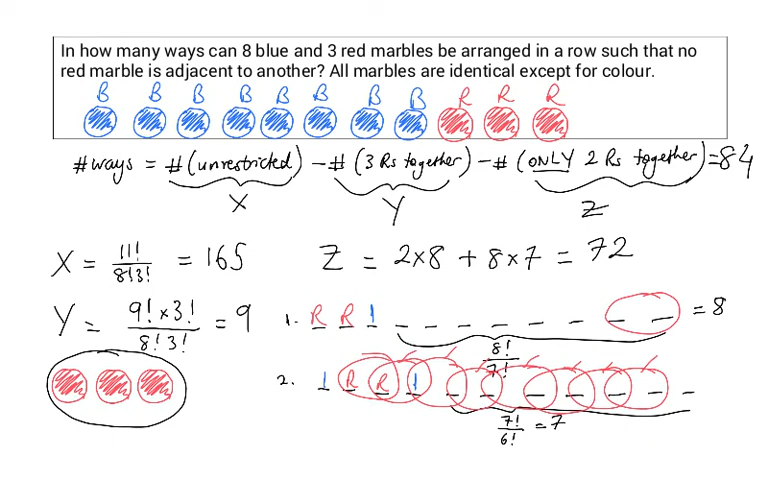 In how many ways can 8 blue and 3 red marbles be arranged in a row such that no
red marble is adjacent to another? All marbles are identical except for colour.
B B B B B B B B R R R
#ways = #(unrestricted) - # (3 Rs together) - # (ONLY 2 Rs together) = 84
X Y Z
X = 11!/8!3! = 165
Z = 2×8 + 8×7 = 72
Y = 9! × 3!/8! 3! = 9
1. R R | _ _ _ _ _ _ _ _ = 8
8!/7!
2. | R R | _ _ _ _ _ _ _
7!/6! = 7